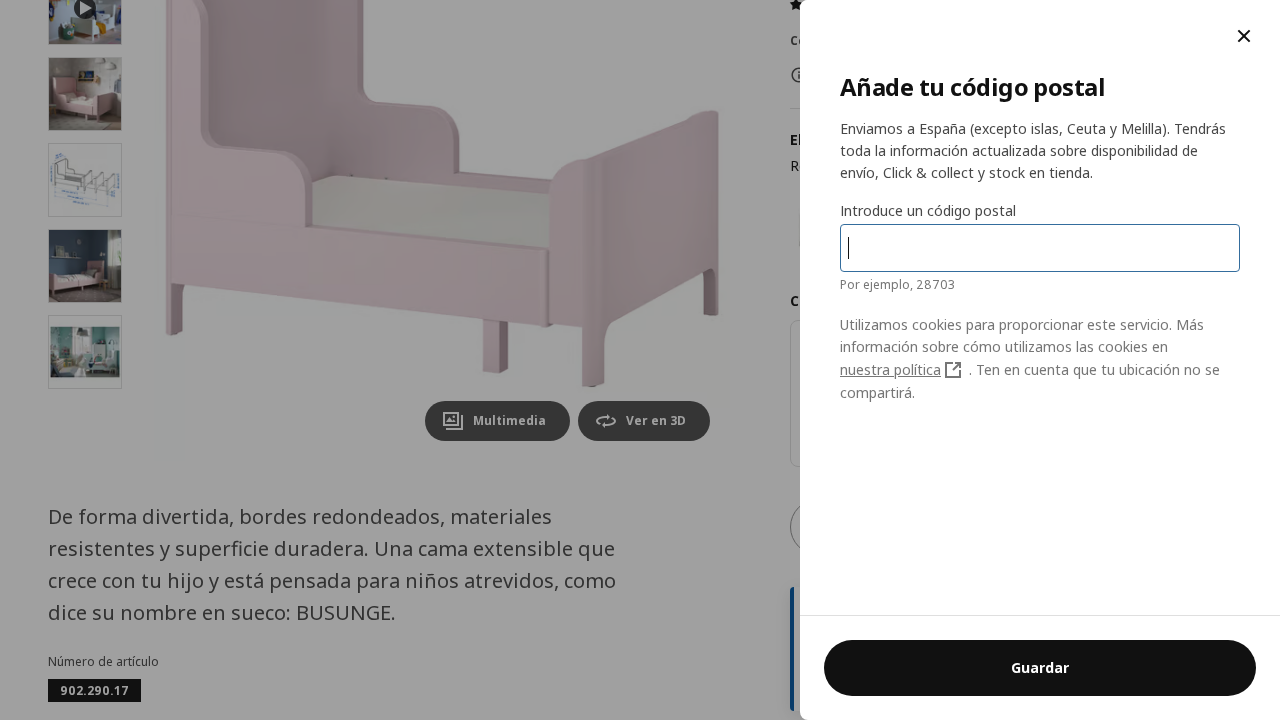 Añade tu código postal
Enviamos a España (excepto islas, Ceuta y Melilla). Tendrás
toda la información actualizada sobre disponibilidad de
envío, Click & collect y stock en tienda.
Introduce un código postal
Por ejemplo, 28703
Utilizamos cookies para proporcionar este servicio. Más
información sobre cómo utilizamos las cookies en
nuestra política . Ten en cuenta que tu ubicación no se
compartirá.
Guardar
Multimedia
Ver en 3D
De forma divertida, bordes redondeados, materiales
resistentes y superficie duradera. Una cama extensible que
crece con tu hijo y está pensada para niños atrevidos, como
dice su nombre en sueco: BUSUNGE.
Número de artículo
902.290.17